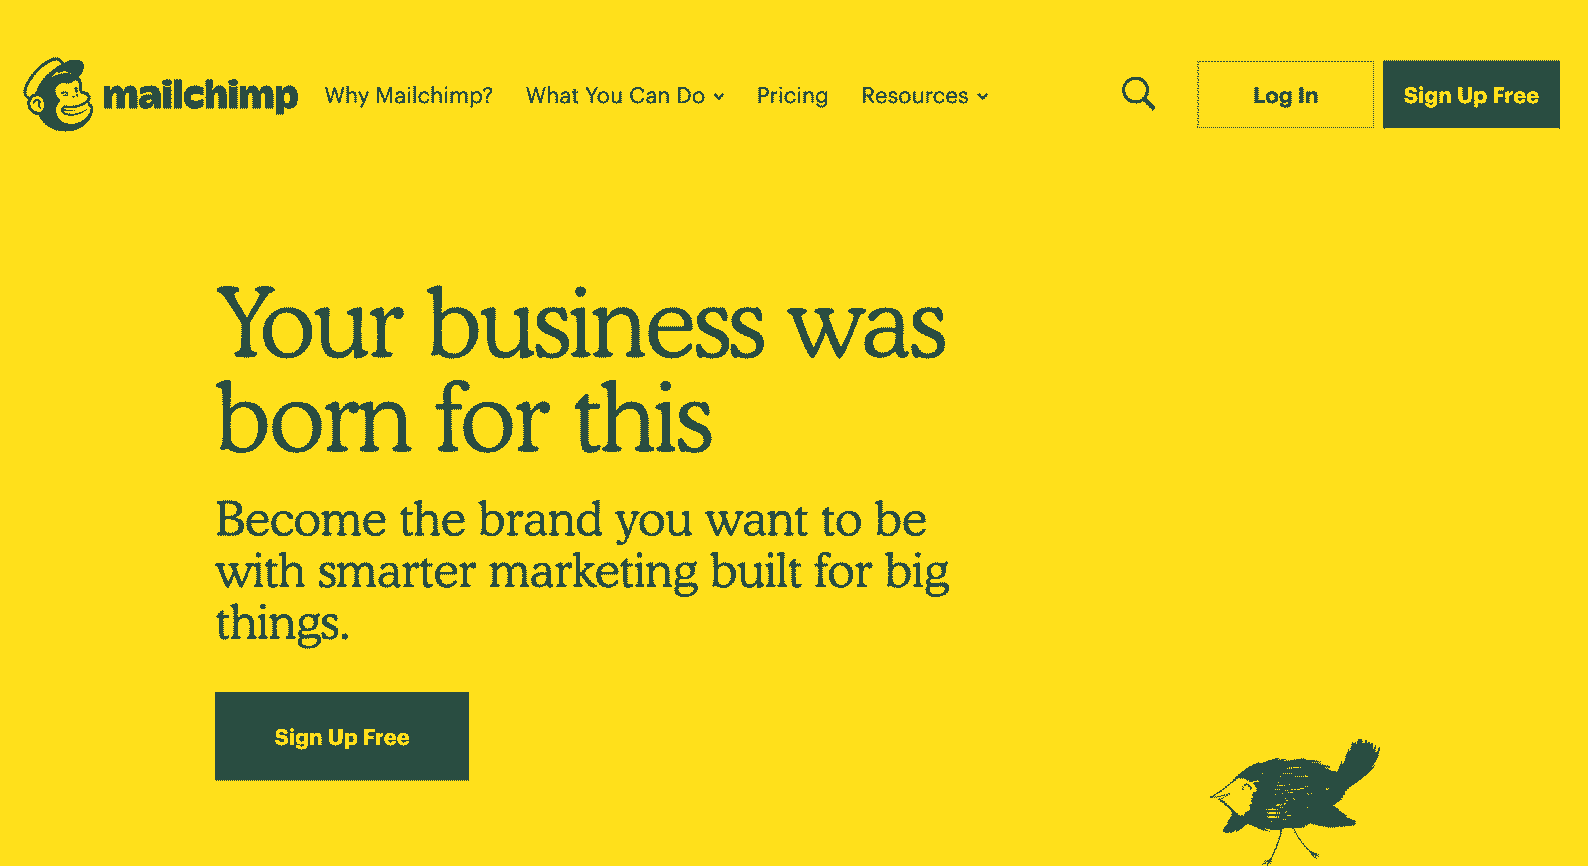 mailchimp Why Mailchimp? What You Can Do Pricing Resources Log In Sign Up Free
Your business was
born for this
Become the brand you want to be
with smarter marketing built for big
things.
Sign Up Free